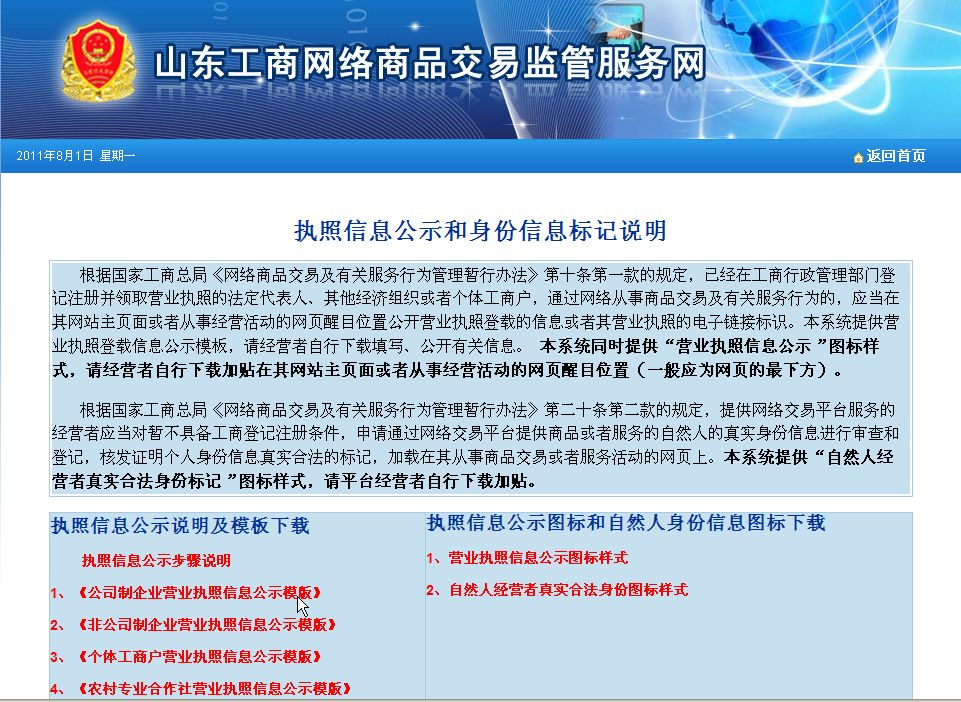 山东工商网络商品交易监管服务网
2011年8月1日 星期一
返回首页
执照信息公示和身份信息标记说明
根据国家工商总局《网络商品交易及有关服务行为管理暂行办法》第十条第一款的规定，已经在工商行政管理部门登
记注册并领取营业执照的法定代表人、其他经济组织或者个体工商户，通过网络从事商品交易及有关服务行为的，应当在
其网站主页面或者从事经营活动的网页醒目位置公开营业执照登载的信息或者其营业执照的电子链接标识。本系统提供营
业执照登载信息公示模板，请经营者自行下载填写、公开有关信息。 本系统同时提供“营业执照信息公示 ”图标样
式，请经营者自行下载加贴在其网站主页面或者从事经营活动的网页醒目位置（一般应为网页的最下方）。
根据国家工商总局《网络商品交易及有关服务行为管理暂行办法》第二十条第二款的规定，提供网络交易平台服务的
经营者应当对暂不具备工商登记注册条件，申请通过网络交易平台提供商品或者服务的自然人的真实身份信息进行审查和
登记，核发证明个人身份信息真实合法的标记，加载在其从事商品交易或者服务活动的网页上。本系统提供“自然人经
营者真实合法身份标记 ”图标样式，请平台经营者自行下载加贴。
执照信息公示说明及模板下载
执照信息公示步骤说明
1、《公司制企业营业执照信息公示模版》
2、《非公司制企业营业执照信息公示模版》
3、《个体工商户营业执照信息公示模版》
4、《农村专业合作社营业执照信息公示模版》
执照信息公示图标和自然人身份信息图标下载
1、营业执照信息公示图标样式
2、自然人经营者真实合法身份图标样式